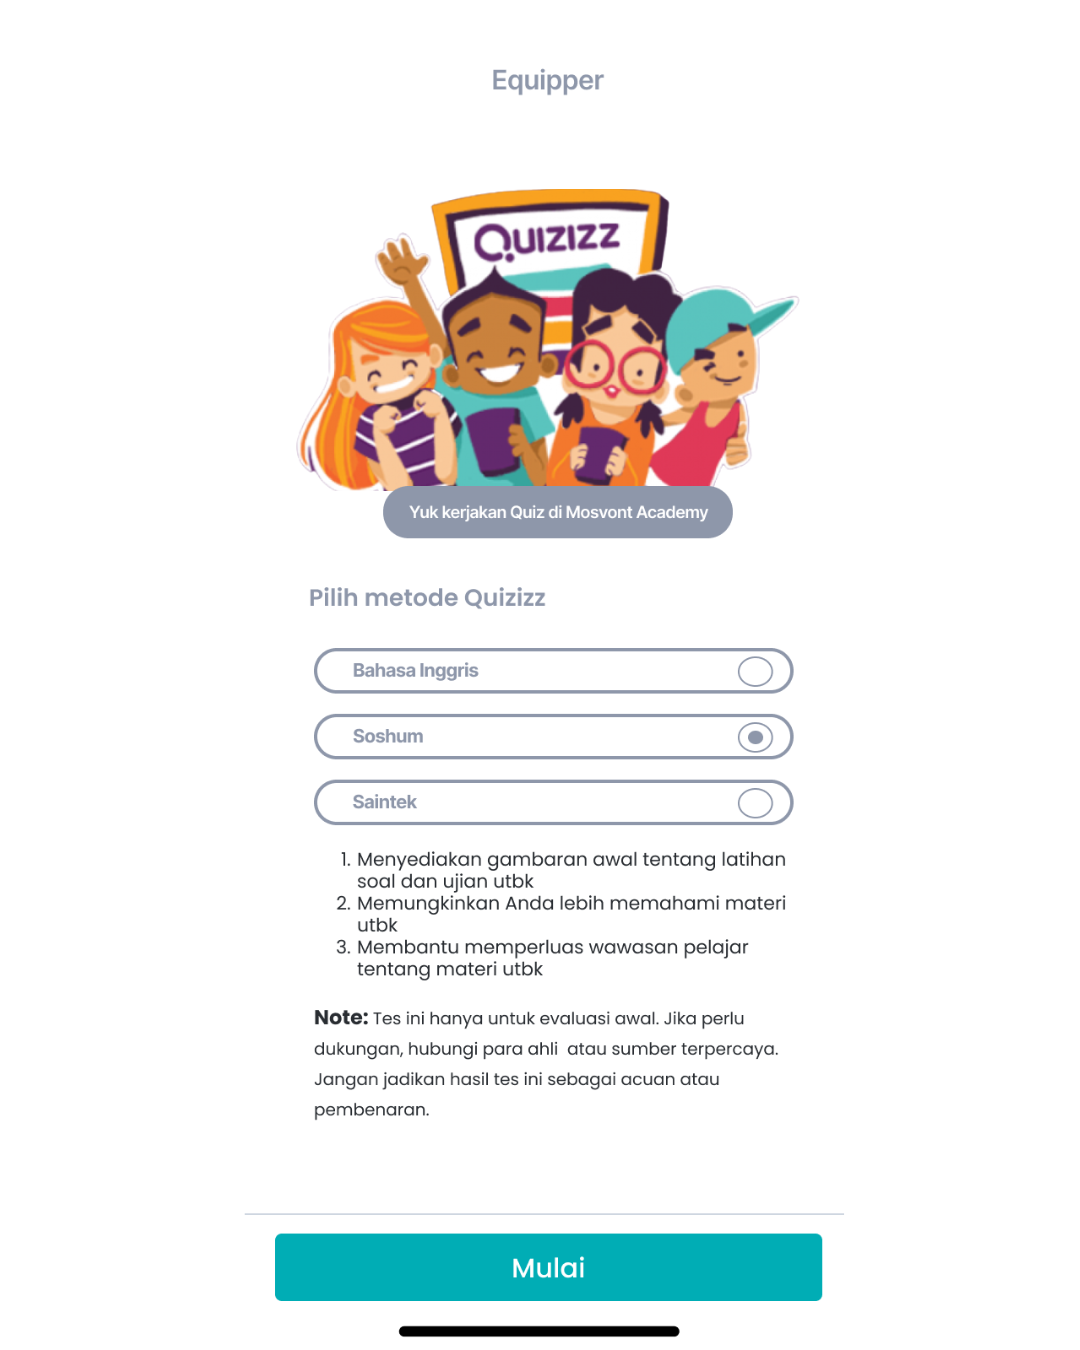 Equipper
Quizizz
Yuk kerjakan Quiz di Mosvont Academy
Pilih metode Quizizz
Bahasa Inggris
Soshum
Saintek
1. Menyediakan gambaran awal tentang latihan
soal dan ujian utbk
2. Memungkinkan Anda lebih memahami materi
utbk
3. Membantu memperluas wawasan pelajar
tentang materi utbk
Note: Tes ini hanya untuk evaluasi awal. Jika perlu
dukungan, hubungi para ahli  atau sumber terpercaya.
Jangan jadikan hasil tes ini sebagai acuan atau
pembenaran.
Mulai